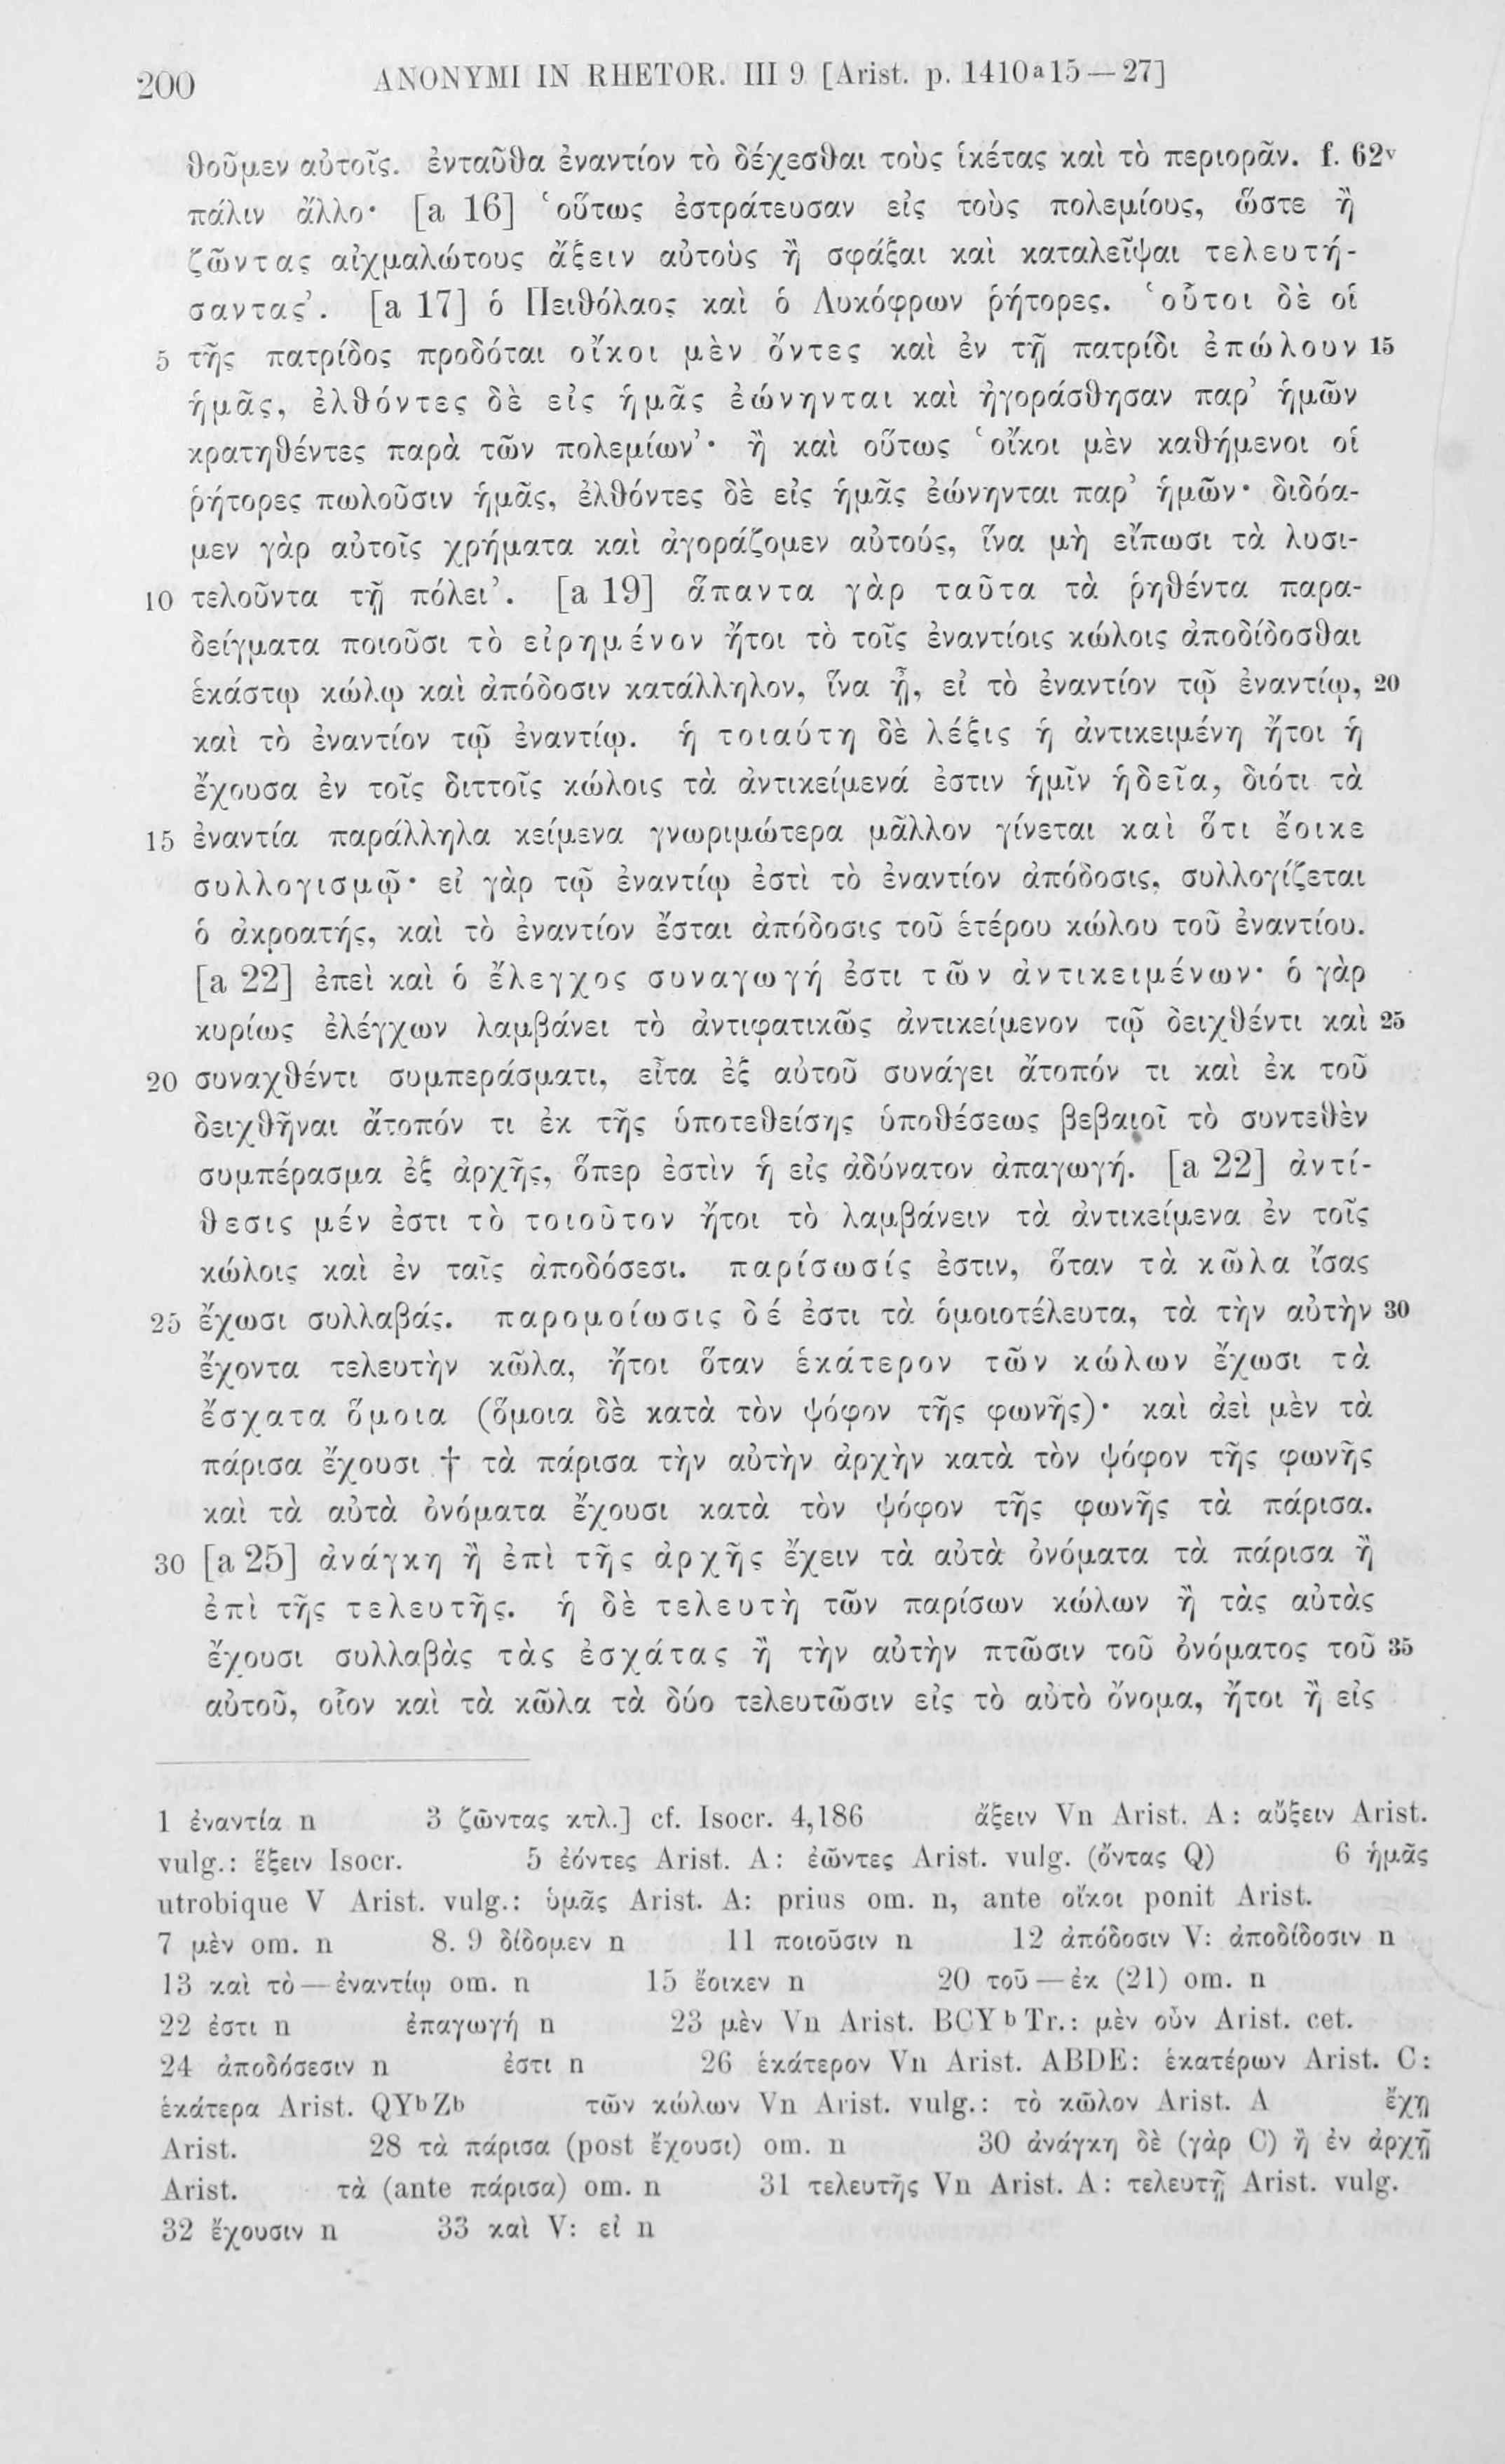 200 ANONYMI IN RHETOR. III 9 [Arist. p. 1410ᵃ15—27]
θοῦμεν αὐτοῖς. ἐνταῦθα ἐναντίον τὸ δέχεσθαι τοὺς ἱκέτας καὶ τὸ περιορᾶν. f. 62ᵛ
πάλιν ἄλλο· [a 16] ‘οὕτως ἐστράτευσαν εἰς τοὺς πολεμίους, ὥστε ἢ
ζῶντας αἰχμαλώτους ἄξειν αὐτοὺς ἢ σφάξαι καὶ καταλεῖψαι τελευτή-
σαντας’. [a 17] ὁ Πειθόλαος καὶ ὁ Λυκόφρων ῥήτορες. ‘οὗτοι δὲ οἱ
5 τῆς πατρίδος προδόται οἴκοι μὲν ὄντες καὶ ἐν τῇ πατρίδι ἐπώλουν 15
ἡμᾶς, ἐλθόντες δὲ εἰς ἡμᾶς ἐώνηνται καὶ ἠγοράσθησαν παρ’ ἡμῶν
κρατηθέντες παρὰ τῶν πολεμίων’· ἢ καὶ οὕτως ‘οἴκοι μὲν καθήμενοι οἱ
ῥήτορες πωλοῦσιν ἡμᾶς, ἐλθόντες δὲ εἰς ἡμᾶς ἐώνηνται παρ’ ἡμῶν· διδόα-
μεν γὰρ αὐτοῖς χρήματα καὶ ἀγοράζομεν αὐτούς, ἵνα μὴ εἴπωσι τὰ λυσι-
10 τελοῦντα τῇ πόλει’. [a 19] ἅπαντα γὰρ ταῦτα τὰ ῥηθέντα παρα-
δείγματα ποιοῦσι τὸ εἰρημένον ἤτοι τὸ τοῖς ἐναντίοις κώλοις ἀποδίδοσθαι
ἑκάστῳ κώλῳ καὶ ἀπόδοσιν κατάλληλον, ἵνα ᾖ, εἰ τὸ ἐναντίον τῷ ἐναντίῳ, 20
καὶ τὸ ἐναντίον τῷ ἐναντίῳ. ἡ τοιαύτη δὲ λέξις ἡ ἀντικειμένη ἤτοι ἡ
ἔχουσα ἐν τοῖς διττοῖς κώλοις τὰ ἀντικείμενά ἐστιν ἡμῖν ἡδεῖα, διότι τὰ
15 ἐναντία παράλληλα κείμενα γνωριμώτερα μᾶλλον γίνεται καὶ ὅτι ἔοικε
συλλογισμῷ· εἰ γὰρ τῷ ἐναντίῳ ἐστὶ τὸ ἐναντίον ἀπόδοσις, συλλογίζεται
ὁ ἀκροατής, καὶ τὸ ἐναντίον ἔσται ἀπόδοσις τοῦ ἑτέρου κώλου τοῦ ἐναντίου.
[a 22] ἐπεὶ καὶ ὁ ἔλεγχος συναγωγή ἐστι τῶν ἀντικειμένων· ὁ γὰρ
κυρίως ἐλέγχων λαμβάνει τὸ ἀντιφατικῶς ἀντικείμενον τῷ δειχθέντι καὶ 25
20 συναχθέντι συμπεράσματι, εἶτα ἐξ αὐτοῦ συνάγει ἄτοπόν τι καὶ ἐκ τοῦ
δειχθῆναι ἄτοπόν τι ἐκ τῆς ὑποτεθείσης ὑποθέσεως βεβαιοῖ τὸ συντεθὲν
συμπέρασμα ἐξ ἀρχῆς, ὅπερ ἐστὶν ἡ εἰς ἀδύνατον ἀπαγωγή. [a 22] ἀντί-
θεσις μέν ἐστι τὸ τοιοῦτον ἤτοι τὸ λαμβάνειν τὰ ἀντικείμενα ἐν τοῖς
κώλοις καὶ ἐν ταῖς ἀποδόσεσι. παρίσωσίς ἐστιν, ὅταν τὰ κῶλα ἴσας
25 ἔχωσι συλλαβάς. παρομοίωσις δέ ἐστι τὰ ὁμοιοτέλευτα, τὰ τὴν αὐτὴν 30
ἔχοντα τελευτὴν κῶλα, ἤτοι ὅταν ἑκάτερον τῶν κώλων ἔχωσι τὰ
ἔσχατα ὅμοια (ὅμοια δὲ κατὰ τὸν ψόφον τῆς φωνῆς)· καὶ ἀεὶ μὲν τὰ
πάρισα ἔχουσι † τὰ πάρισα τὴν αὐτὴν ἀρχὴν κατὰ τὸν ψόφον τῆς φωνῆς
καὶ τὰ αὐτὰ ὀνόματα ἔχουσι κατὰ τὸν ψόφον τῆς φωνῆς τὰ πάρισα.
30 [a 25] ἀνάγκη ἢ ἐπὶ τῆς ἀρχῆς ἔχειν τὰ αὐτὰ ὀνόματα τὰ πάρισα ἢ
ἐπὶ τῆς τελευτῆς. ἡ δὲ τελευτὴ τῶν παρίσων κώλων ἢ τὰς αὐτὰς
ἔχουσι συλλαβὰς τὰς ἐσχάτας ἢ τὴν αὐτὴν πτῶσιν τοῦ ὀνόματος τοῦ 35
αὐτοῦ, οἷον καὶ τὰ κῶλα τὰ δύο τελευτῶσιν εἰς τὸ αὐτὸ ὄνομα, ἤτοι ἢ εἰς
1 ἐναντία n 3 ζῶντας κτλ.] cf. Isocr. 4,186 ἄξειν Vn Arist. A: αὔξειν Arist.
vulg.: ἕξειν Isocr. 5 ἐόντες Arist. A: ἐῶντες Arist. vulg. (ὄντας Q) 6 ἡμᾶς
utrobique V Arist. vulg.: ὑμᾶς Arist. A: prius om. n, ante οἴκοι ponit Arist.
7 μὲν om. n 8. 9 δίδομεν n 11 ποιοῦσιν n 12 ἀπόδοσιν V: ἀποδίδοσιν n
13 καὶ τὸ—ἐναντίῳ om. n 15 ἔοικεν n 20 τοῦ—ἐκ (21) om. n
22 ἐστι n ἐπαγωγή n 23 μὲν Vn Arist. BCYᵇTr.: μὲν οὖν Arist. cet.
24 ἀποδόσεσιν n ἐστι n 26 ἑκάτερον Vn Arist. ABDE: ἑκατέρων Arist. C:
ἑκάτερα Arist. QYᵇZᵇ τῶν κώλων Vn Arist. vulg.: τὸ κῶλον Arist. A ἔχῃ
Arist. 28 τὰ πάρισα (post ἔχουσι) om. n 30 ἀνάγκη δὲ (γὰρ C) ἢ ἐν ἀρχῇ
Arist. τὰ (ante πάρισα) om. n 31 τελευτῆς Vn Arist. A: τελευτῇ Arist. vulg.
32 ἔχουσιν n 33 καὶ V: εἰ n